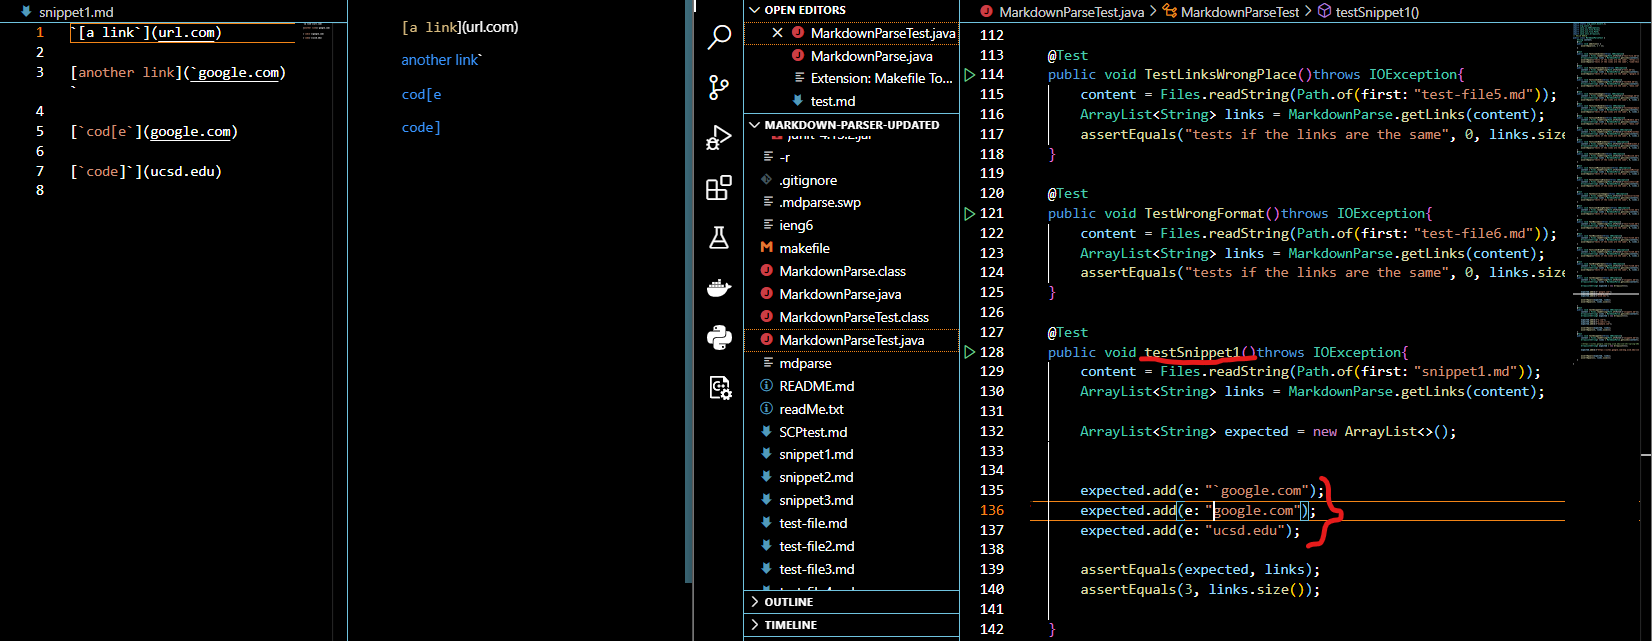 snippet1.md
1 `[a link`](url.com)
2
3 [another link](`google.com)
`
4
5 [`cod[e`](google.com)
6
7 [`code]`](ucsd.edu)
8
[a link](url.com)
another link`
cod[e
code]
OPEN EDITORS
MarkdownParseTest.java
MarkdownParse.java
Extension: Makefile To...
test.md
MARKDOWN-PARSER-UPDATED
-r
.gitignore
.mdparse.swp
ieng6
makefile
MarkdownParse.class
MarkdownParse.java
MarkdownParseTest.class
MarkdownParseTest.java
mdparse
README.md
readMe.txt
SCPtest.md
snippet1.md
snippet2.md
snippet3.md
test-file.md
test-file2.md
test-file3.md
OUTLINE
TIMELINE
MarkdownParseTest.java > MarkdownParseTest > testSnippet1()
112
113 @Test
114 public void TestLinksWrongPlace()throws IOException{
115 content = Files.readString(Path.of(first: "test-file5.md"));
116 ArrayList<String> links = MarkdownParse.getLinks(content);
117 assertEquals("tests if the links are the same", 0, links.size
118 }
119
120 @Test
121 public void TestWrongFormat()throws IOException{
122 content = Files.readString(Path.of(first: "test-file6.md"));
123 ArrayList<String> links = MarkdownParse.getLinks(content);
124 assertEquals("tests if the links are the same", 0, links.size
125 }
126
127 @Test
128 public void testSnippet1()throws IOException{
129 content = Files.readString(Path.of(first: "snippet1.md"));
130 ArrayList<String> links = MarkdownParse.getLinks(content);
131
132 ArrayList<String> expected = new ArrayList<>();
133
134
135 expected.add(e: "`google.com");
136 expected.add(e: "google.com");
137 expected.add(e: "ucsd.edu");
138
139 assertEquals(expected, links);
140 assertEquals(3, links.size());
141
142 }